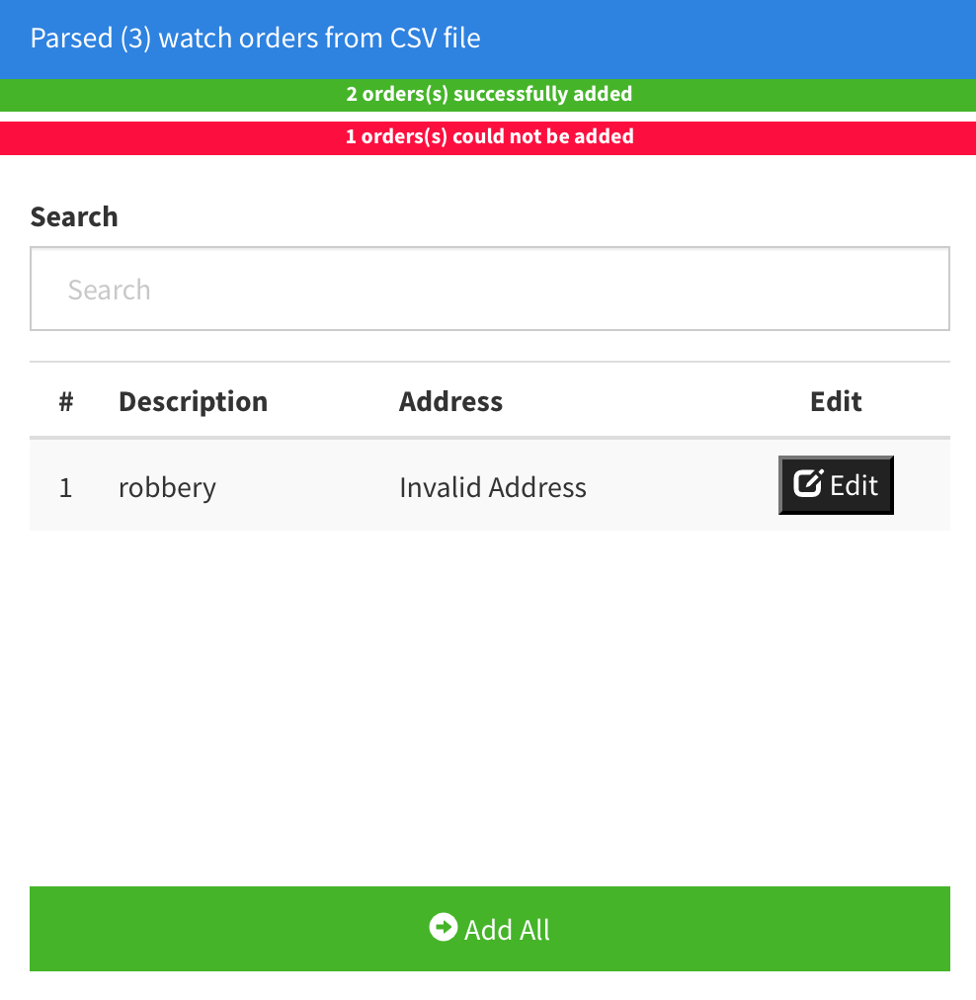 Parsed (3) watch orders from CSV file
2 orders(s) successfully added
1 orders(s) could not be added
Search
Search
# Description Address Edit
1 robbery Invalid Address Edit
Add All